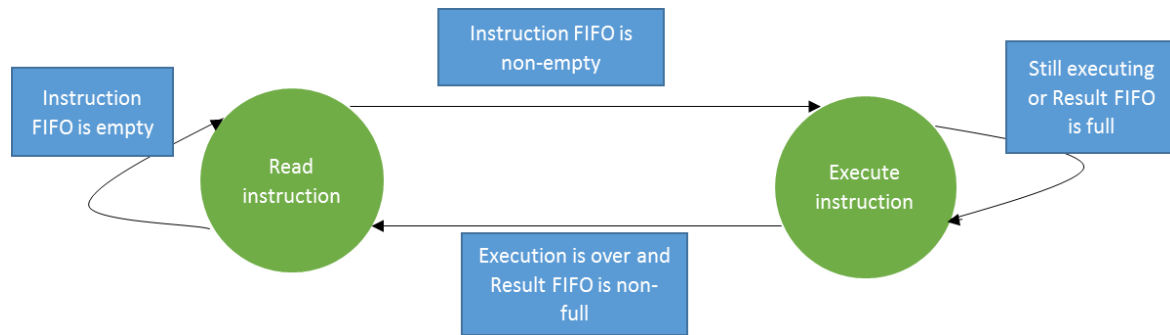 Instruction FIFO is
non-empty
Instruction
FIFO is empty
Still executing
or Result FIFO
is full
Read
instruction
Execute
instruction
Execution is over and
Result FIFO is non-
full